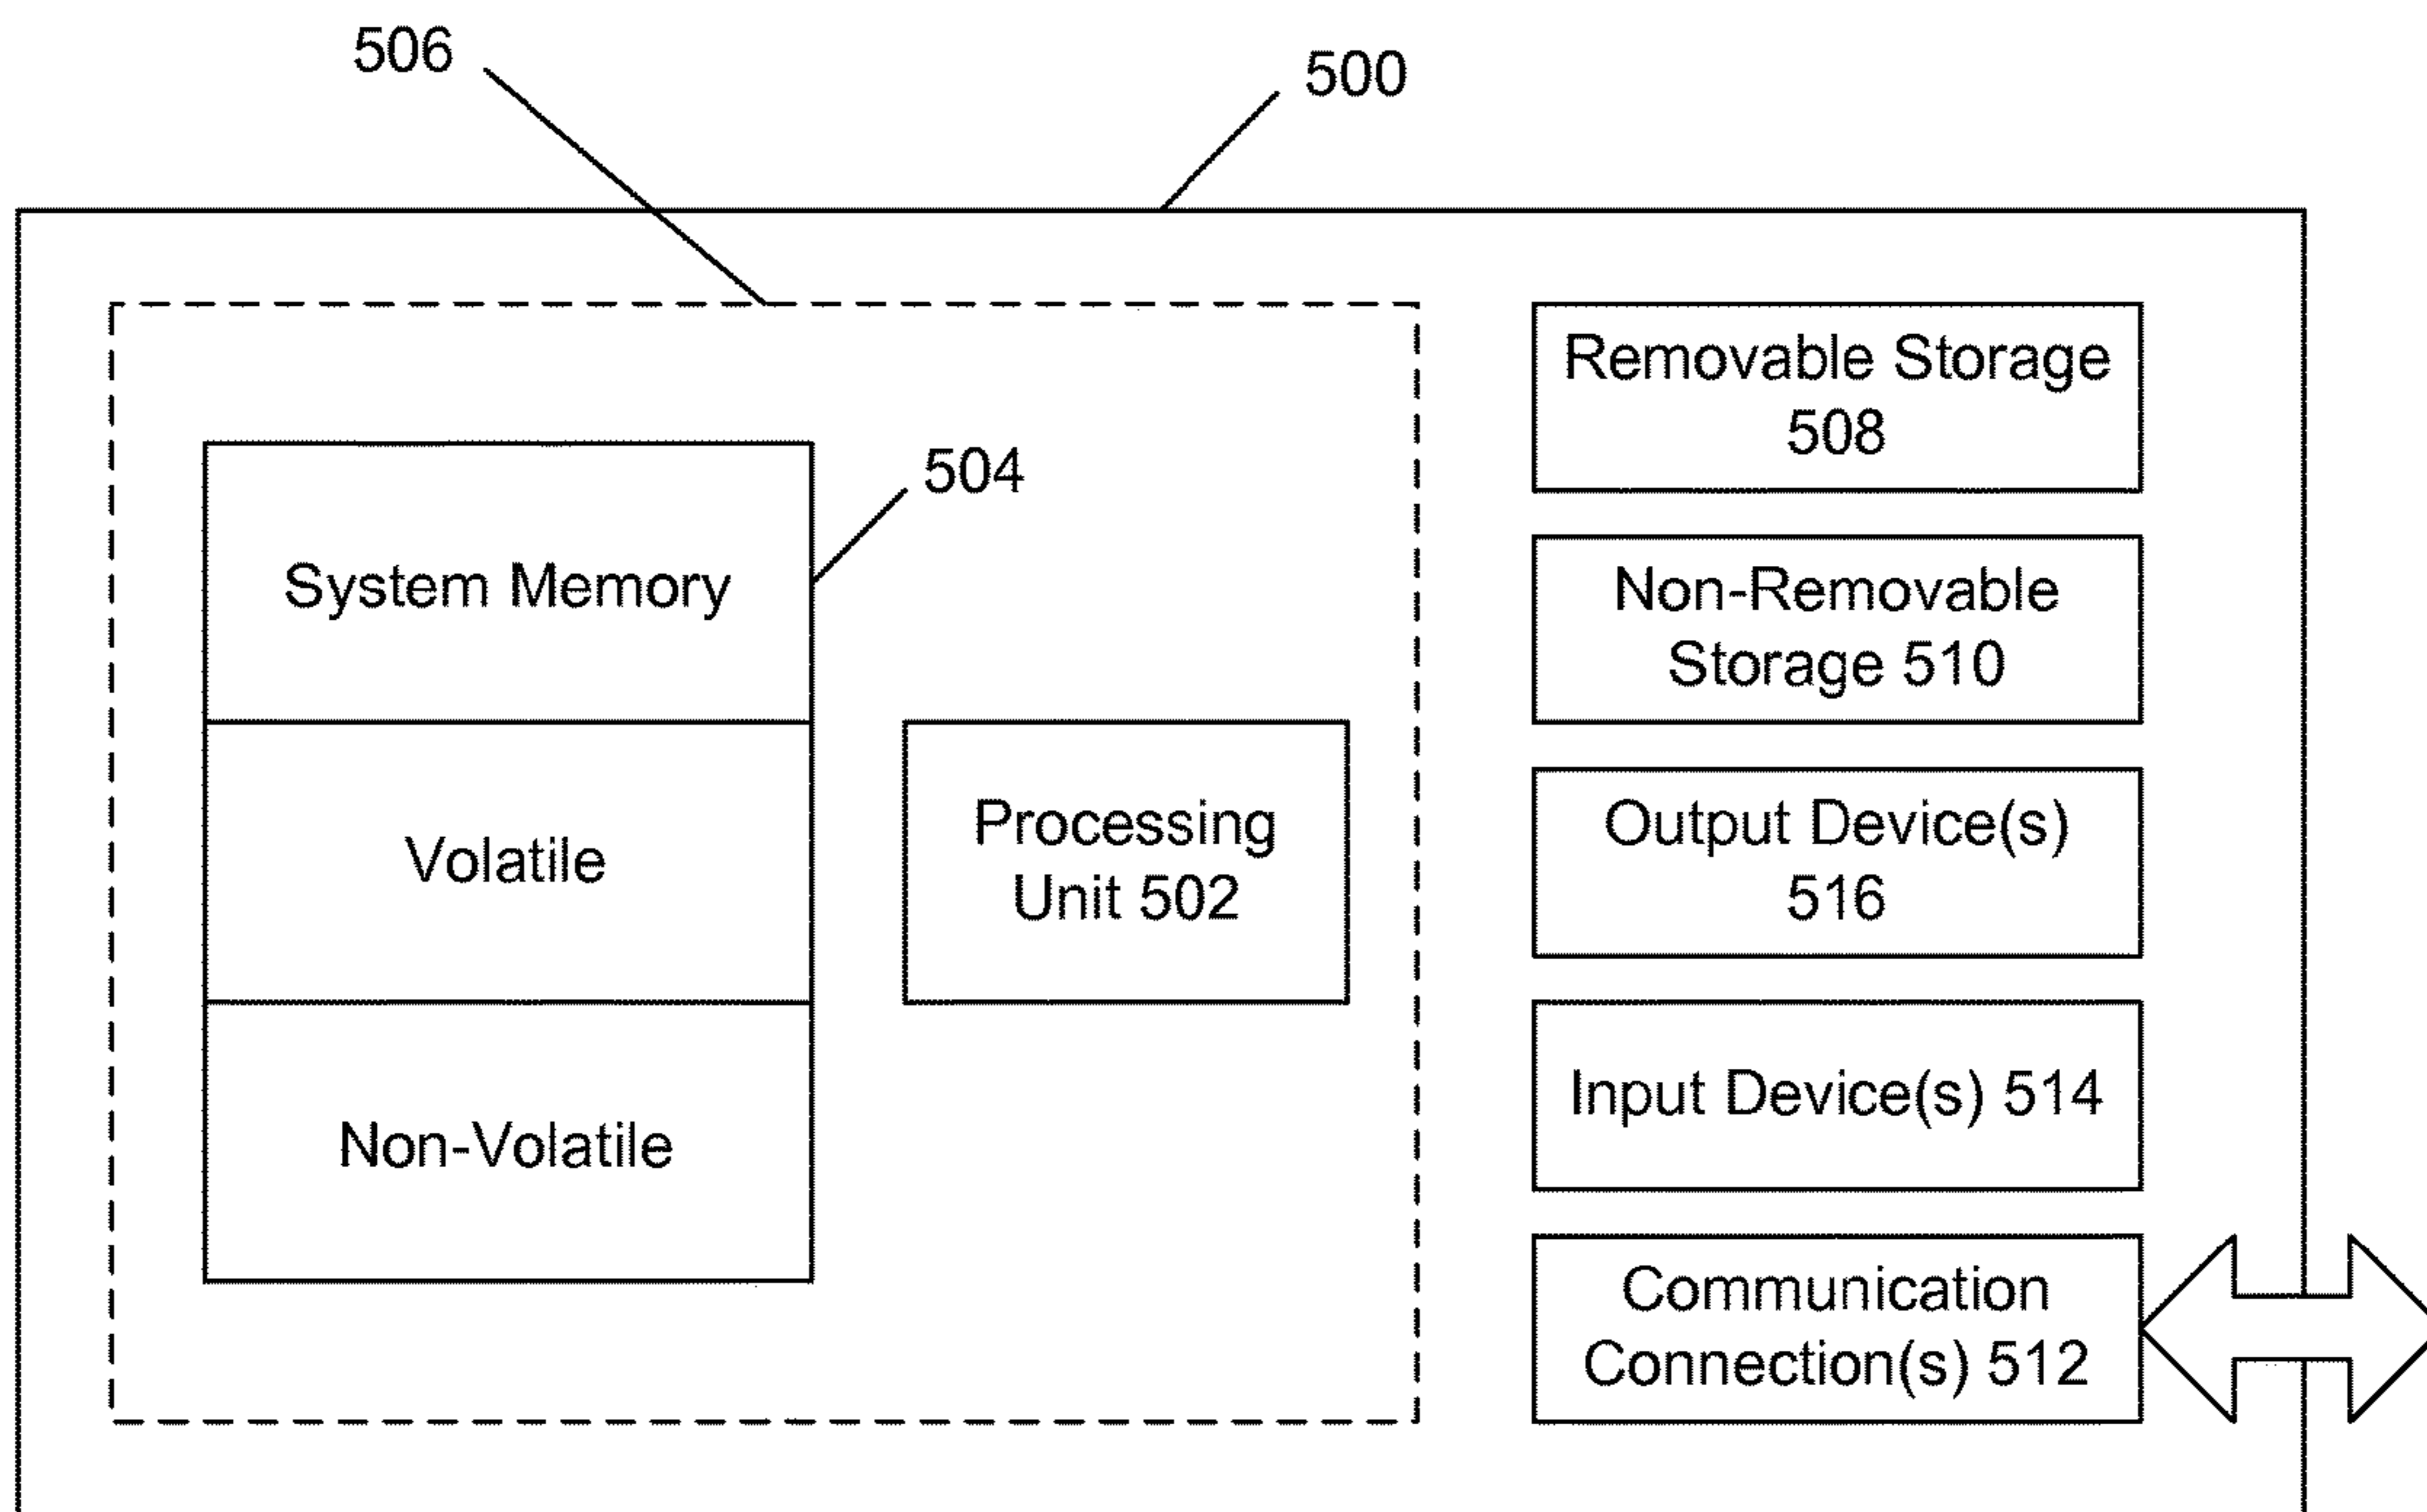 506
500
System Memory
504
Volatile
Non-Volatile
Processing
Unit 502
Removable Storage
508
Non-Removable
Storage 510
Output Device(s)
516
Input Device(s) 514
Communication
Connection(s) 512